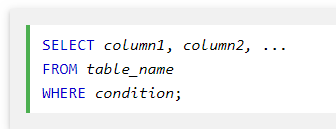 SELECT column1, column2, ...
FROM table_name
WHERE condition;